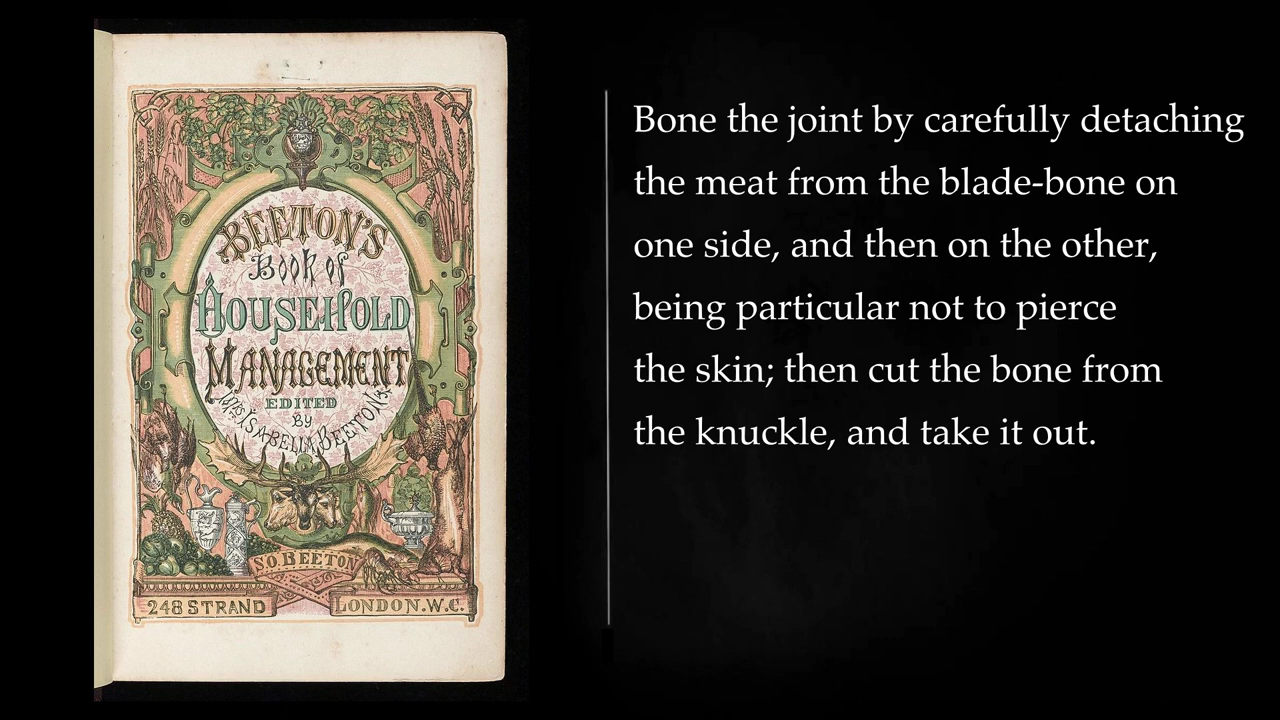 BEETON'S
Book of
HOUSEHOLD
MANAGEMENT
EDITED
BY
MRS ISABELLA BEETON
S.O. BEETON
248 STRAND
LONDON. W.C.
Bone the joint by carefully detaching
the meat from the blade-bone on
one side, and then on the other,
being particular not to pierce
the skin; then cut the bone from
the knuckle, and take it out.